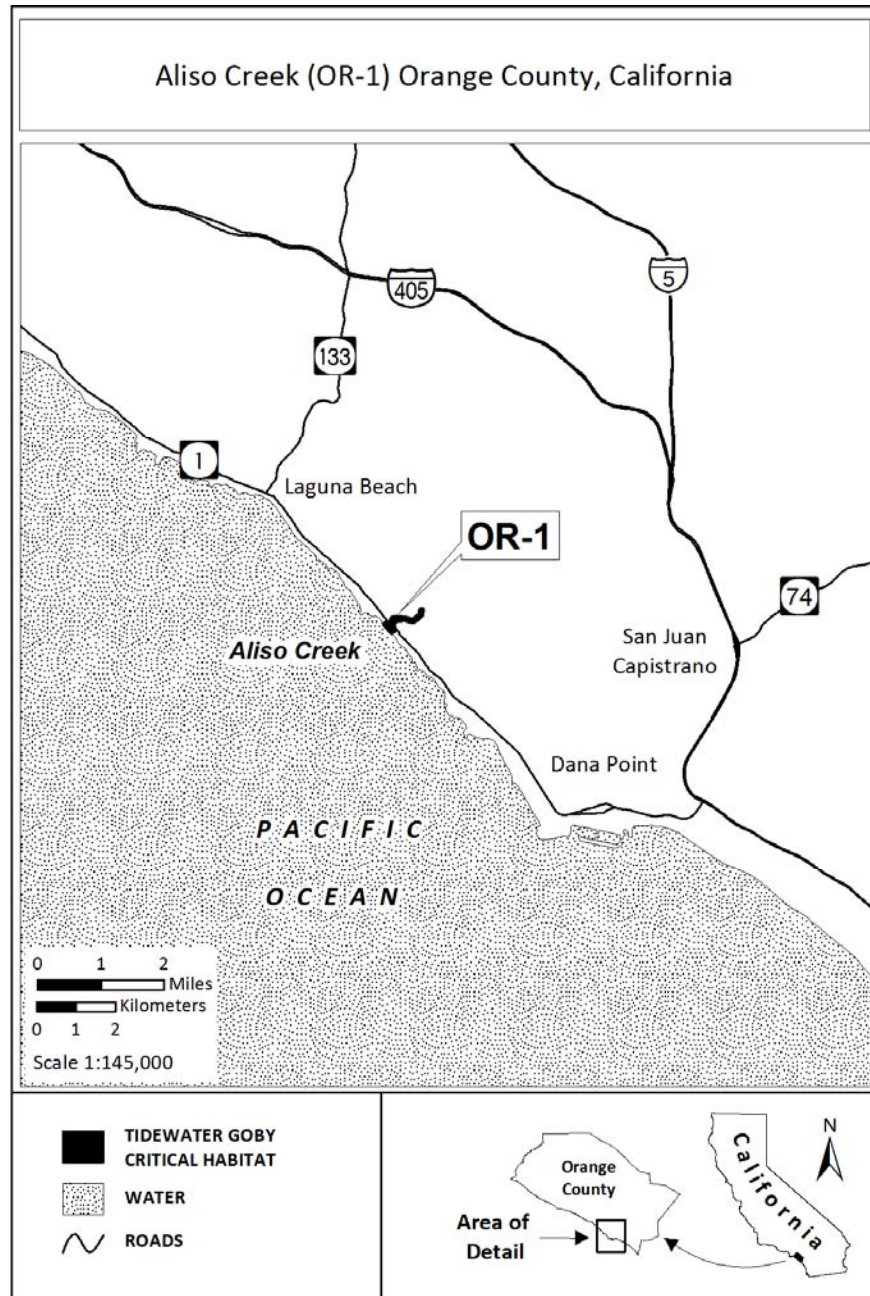 Aliso Creek (OR-1) Orange County, California
405
5
133
1
Laguna Beach
OR-1
74
Aliso Creek
San Juan
Capistrano
Dana Point
PACIFIC
OCEAN
0 1 2
Miles
Kilometers
0 1 2
Scale 1:145,000
TIDEWATER GOBY
CRITICAL HABITAT
WATER
ROADS
Orange
County
Area of
Detail
California
N